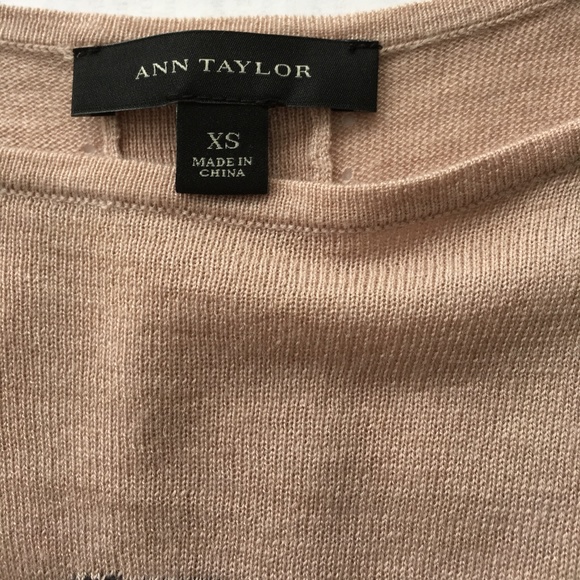 ANN TAYLOR
XS
MADE IN
CHINA